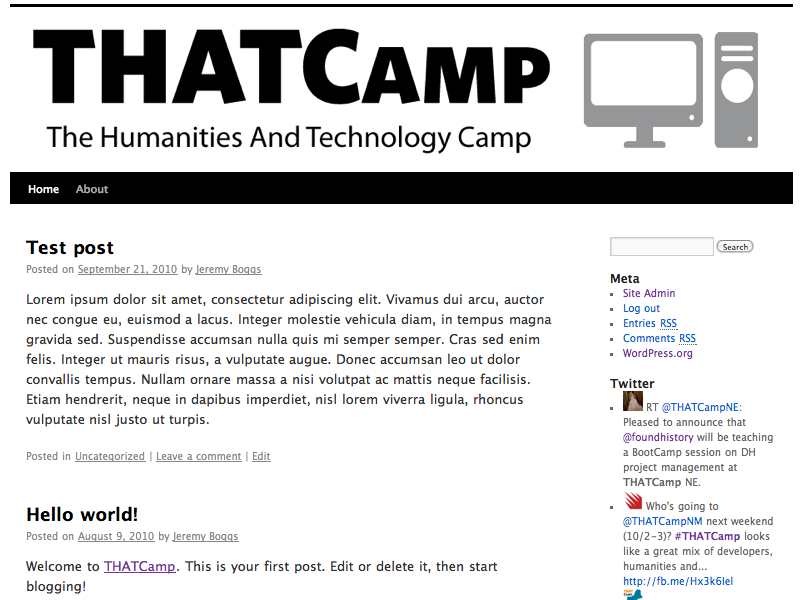 THATCAMP
The Humanities And Technology Camp
Home About
Test post
Posted on September 21, 2010 by Jeremy Boggs
Lorem ipsum dolor sit amet, consectetur adipiscing elit. Vivamus dui arcu, auctor
nec congue eu, euismod a lacus. Integer molestie vehicula diam, in tempus magna
gravida sed. Suspendisse accumsan nulla quis mi semper semper. Cras sed enim
felis. Integer ut mauris risus, a vulputate augue. Donec accumsan leo ut dolor
convallis tempus. Nullam ornare massa a nisi volutpat ac mattis neque facilisis.
Etiam hendrerit, neque in dapibus imperdiet, nisl lorem viverra ligula, rhoncus
vulputate nisl justo ut turpis.
Posted in Uncategorized | Leave a comment | Edit
Hello world!
Posted on August 9, 2010 by Jeremy Boggs
Welcome to THATCamp. This is your first post. Edit or delete it, then start
blogging!
Search
Meta
Site Admin
Log out
Entries RSS
Comments RSS
WordPress.org
Twitter
RT @THATCampNE:
Pleased to announce that
@foundhistory will be teaching
a BootCamp session on DH
project management at
THATCamp NE.
Who's going to
@THATCampNM next weekend
(10/2-3)? #THATCamp looks
like a great mix of developers,
humanities and...
http://fb.me/Hx3k6lel